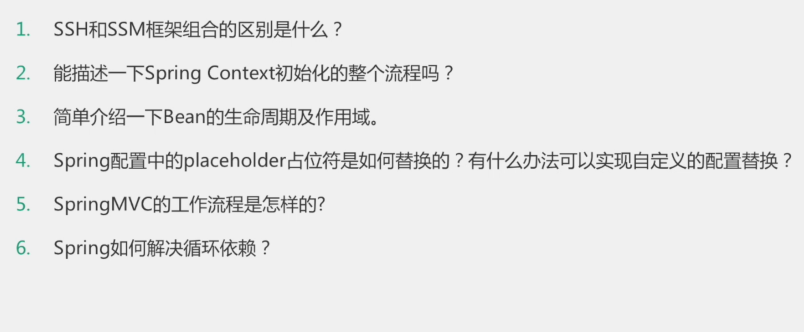 1. SSH和SSM框架组合的区别是什么？
2. 能描述一下Spring Context初始化的整个流程吗？
3. 简单介绍一下Bean的生命周期及作用域。
4. Spring配置中的placeholder占位符是如何替换的？有什么办法可以实现自定义的配置替换？
5. SpringMVC的工作流程是怎样的?
6. Spring如何解决循环依赖？